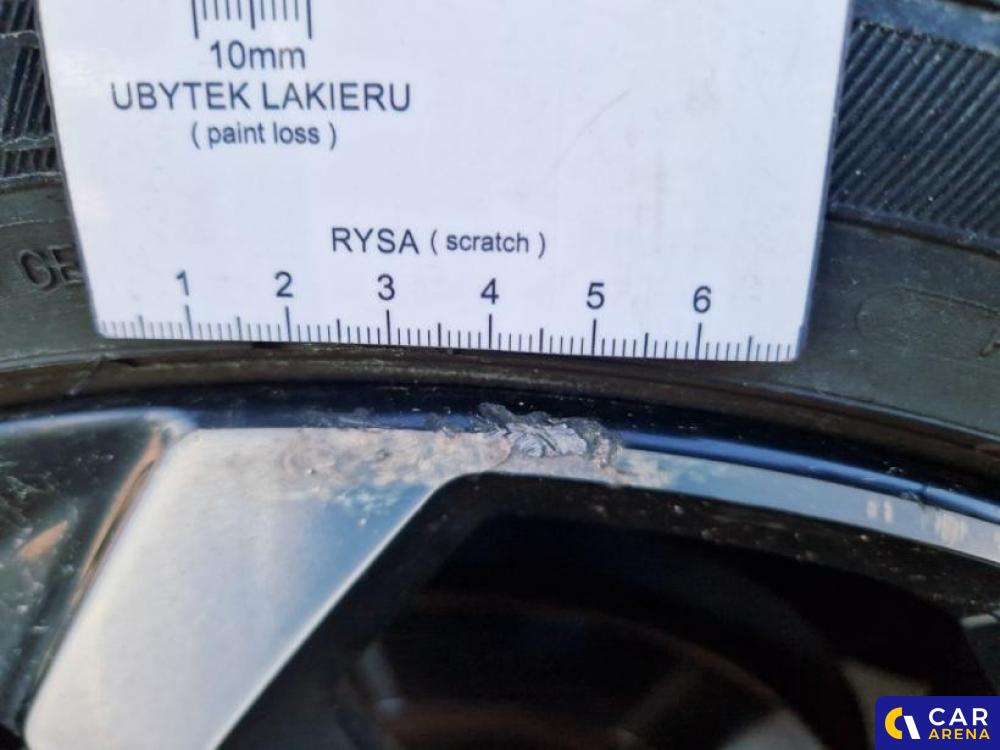 10mm
UBYTEK LAKIERU
( paint loss )
RYSA ( scratch )
1 2 3 4 5 6
CAR
ARENA